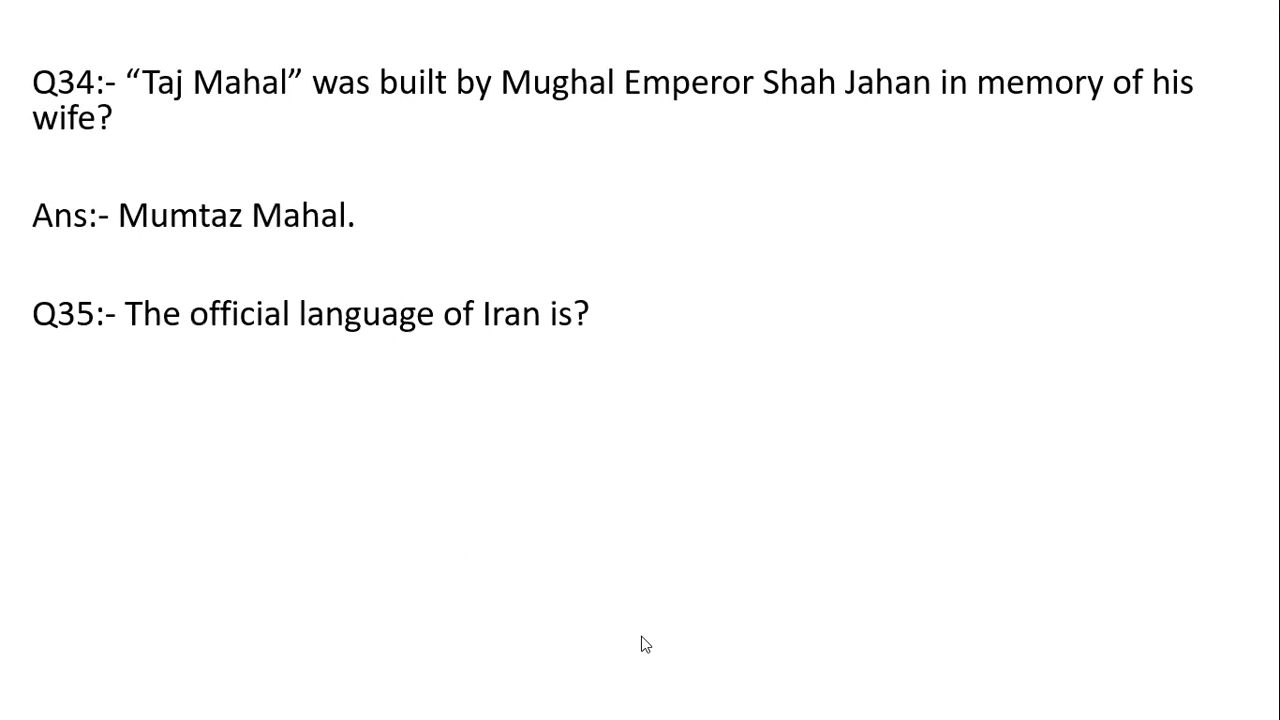 Q34:- “Taj Mahal” was built by Mughal Emperor Shah Jahan in memory of his
wife?
Ans:- Mumtaz Mahal.
Q35:- The official language of Iran is?